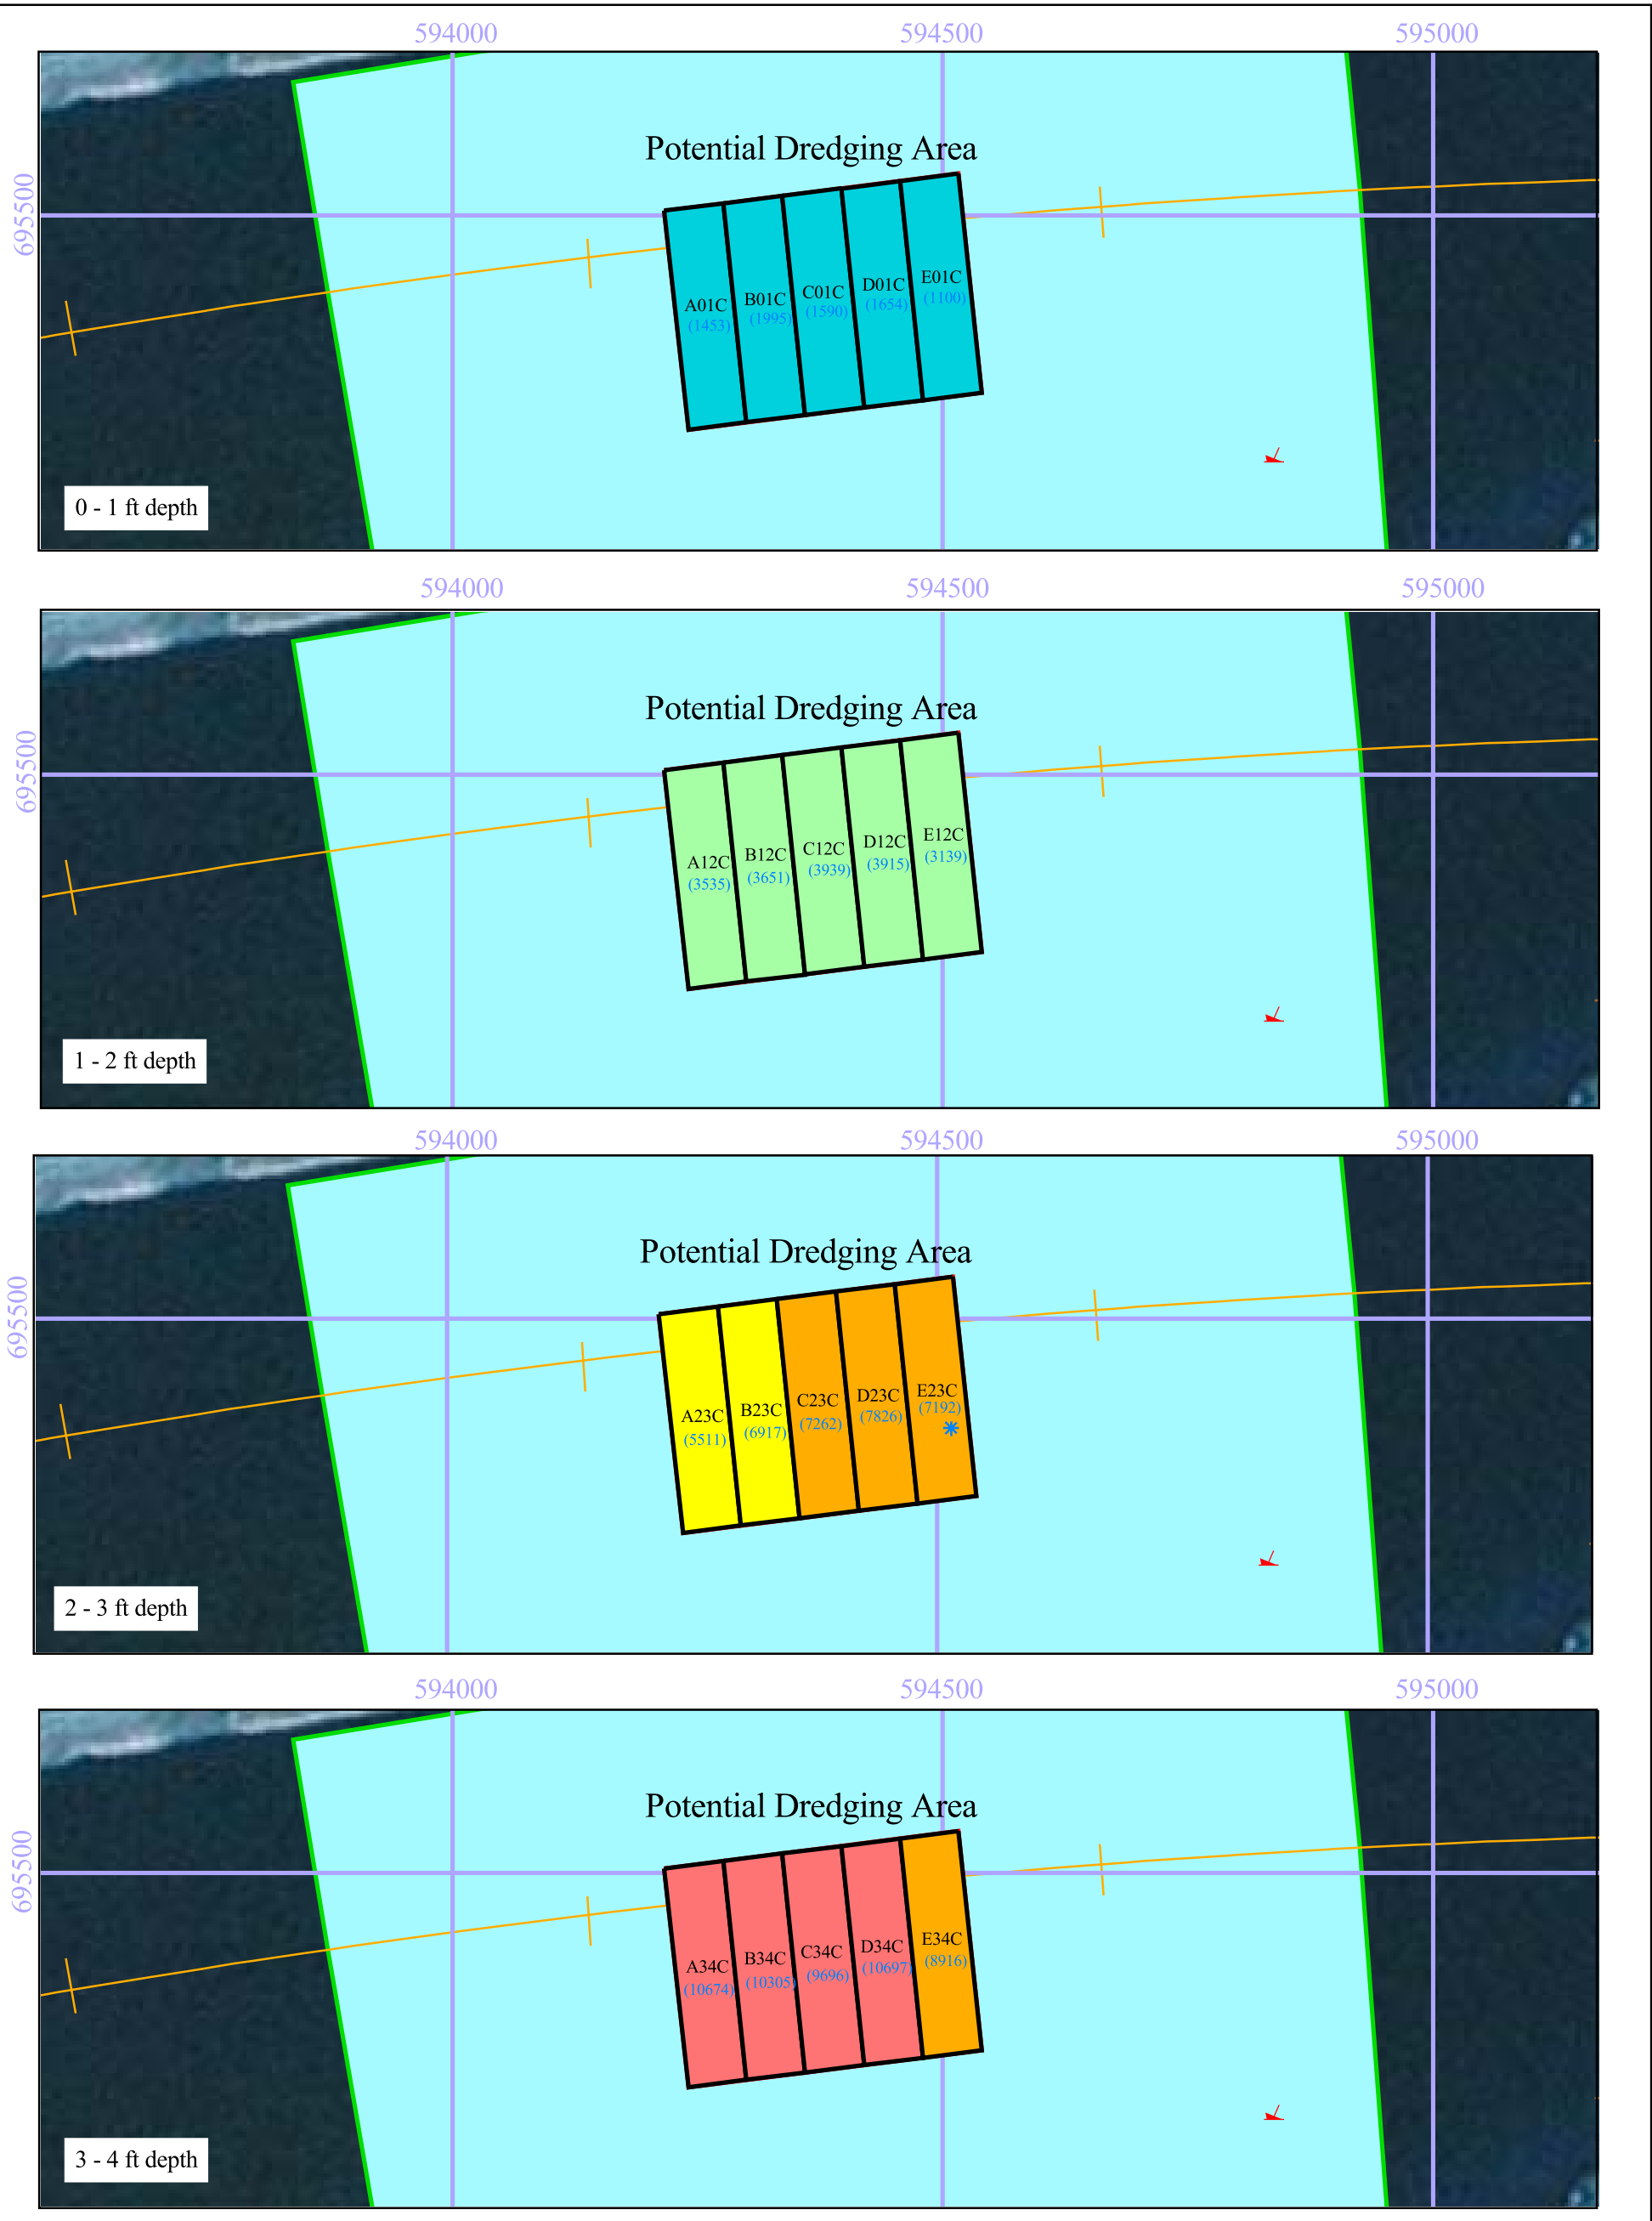 594000 594500 595000
695500
Potential Dredging Area
A01C B01C C01C D01C E01C
(1453) (1995) (1590) (1654) (1100)
0 - 1 ft depth
594000 594500 595000
695500
Potential Dredging Area
A12C B12C C12C D12C E12C
(3535) (3651) (3939) (3915) (3139)
1 - 2 ft depth
594000 594500 595000
695500
Potential Dredging Area
A23C B23C C23C D23C E23C
(5511) (6917) (7262) (7826) (7192)
*
2 - 3 ft depth
594000 594500 595000
695500
Potential Dredging Area
A34C B34C C34C D34C E34C
(10674) (10305) (9696) (10697) (8916)
3 - 4 ft depth